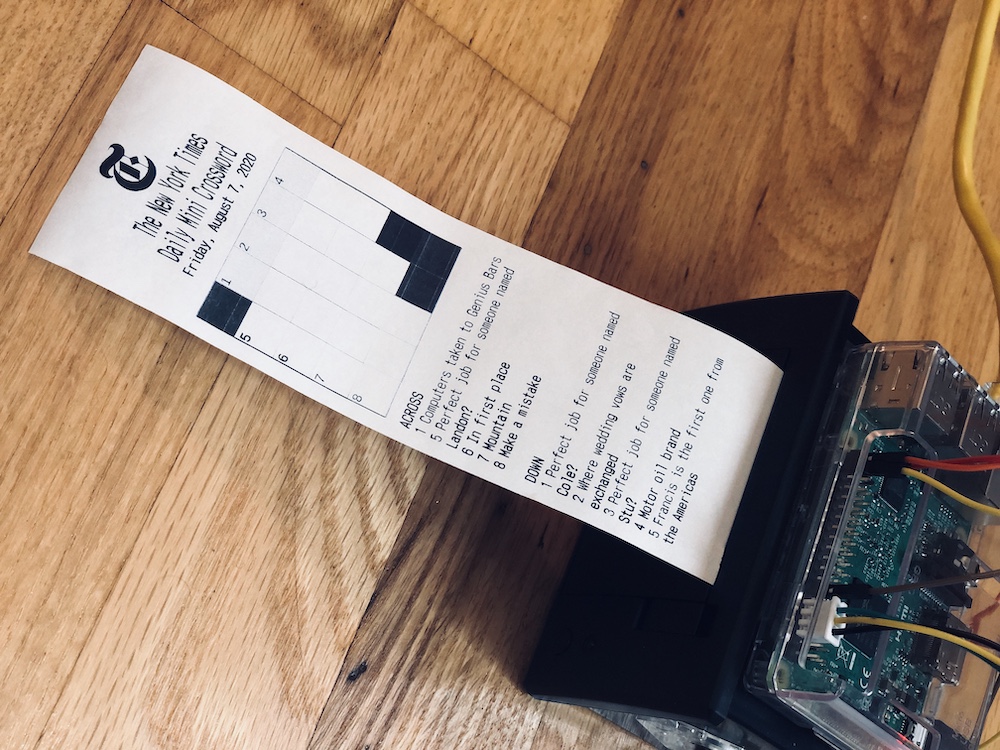 T
The New York Times
Daily Mini Crossword
Friday, August 7, 2020
1 2 3 4
5
6
7
8
ACROSS
1 Computers taken to Genius Bars
5 Perfect job for someone named
Landon?
6 In first place
7 Mountain
8 Make a mistake
DOWN
1 Perfect job for someone named
Cole?
2 Where wedding vows are
exchanged
3 Perfect job for someone named
Stu?
4 Motor oil brand
5 Francis is the first one from
the Americas
HDMI
CE